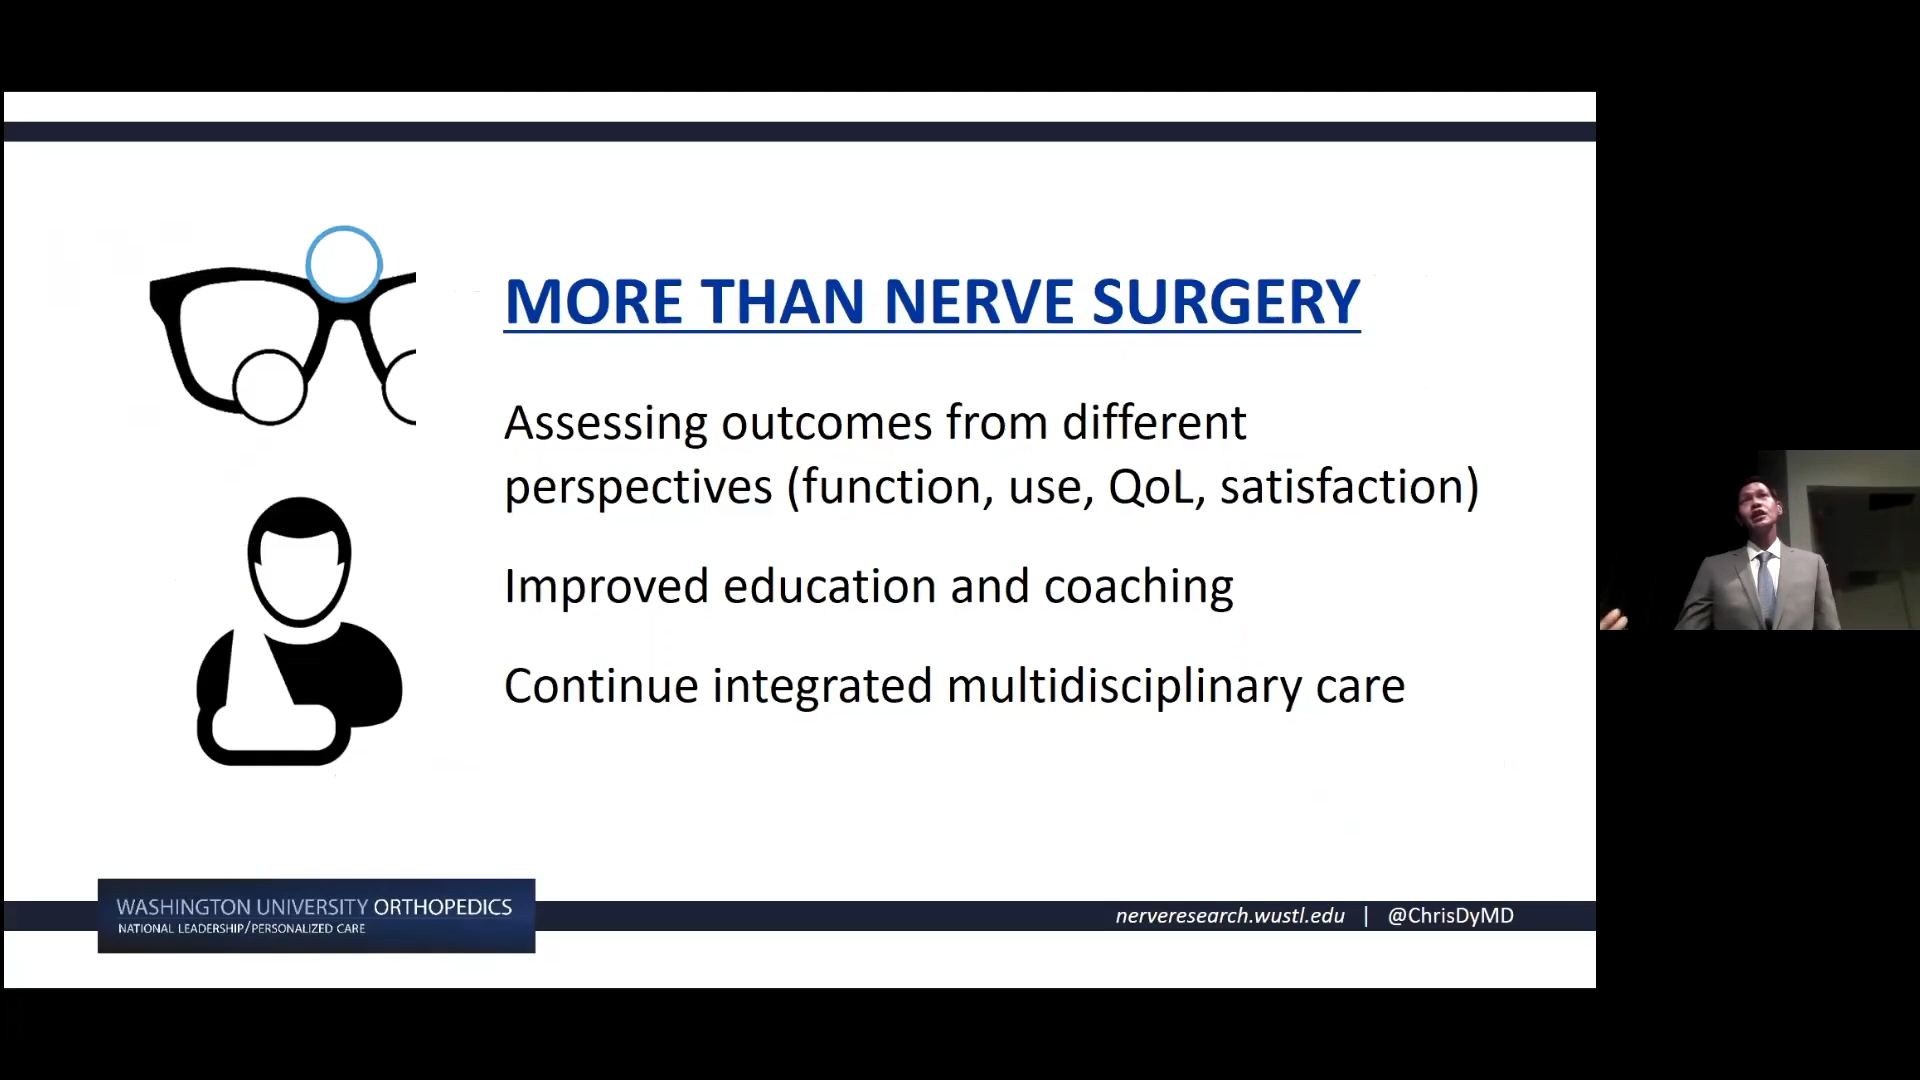 MORE THAN NERVE SURGERY
Assessing outcomes from different
perspectives (function, use, QoL, satisfaction)
Improved education and coaching
Continue integrated multidisciplinary care
WASHINGTON UNIVERSITY ORTHOPEDICS
NATIONAL LEADERSHIP/PERSONALIZED CARE
nerveresearch.wustl.edu | @ChrisDyMD